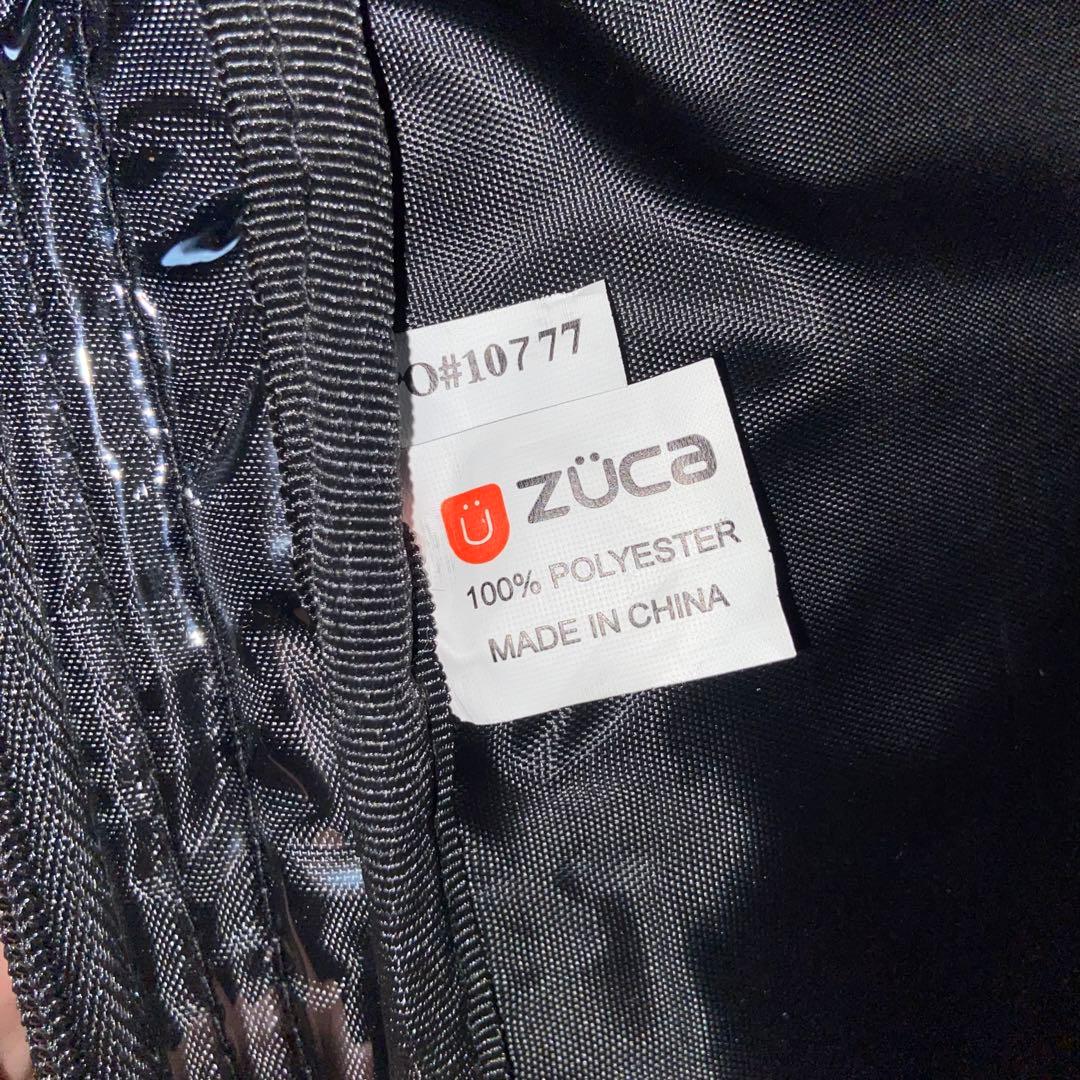 O#10777
Ü ZÜCA
100% POLYESTER
MADE IN CHINA